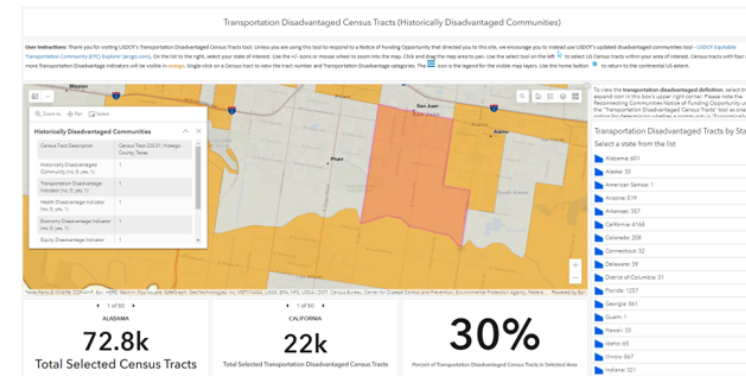 Transportation Disadvantaged Census Tracts (Historically Disadvantaged Communities)
User Instructions: Thank you for visiting USDOT's Transportation Disadvantaged Census Tracts tool. Unless you are using this tool to respond to a Notice of Funding Opportunity that directed you to this site, we encourage you to instead use USDOT's updated disadvantaged communities tool - USDOT Equitable
Transportation Community (ETC) Explorer (arcgis.com). On the list to the right, select your state of interest. Use the +/- icons or mouse wheel to zoom into the map. Click and drag the map area to pan. Use the select tool on the left to select US Census tracts within your area of interest. Census tracts with four
more Transportation Disadvantage indicators will be visible in orange. Single-click on a Census tract to view the tract number and Transportation Disadvantage categories. The icon is the legend for the visible map layers. Use the home button to return to the continental US extent.
Mission
San Juan
Alamo
Pharr
South Alamo
Zoom to
Pan
Select
Historically Disadvantaged Communities
Census Tract Description
Hidalgo
County, Texas
Historically Disadvantaged
Community (no: 0, yes, 1)
1
Transportation Disadvantage
Indicator (no: 0, yes, 1)
1
Health Disadvantage Indicator
(no: 0, yes, 1)
1
Economy Disadvantage Indicator
(no: 0, yes, 1)
1
Equity Disadvantage Indicator
1
To view the transportation disadvantaged definition, select th
expand icon in this box's upper right corner. Please note the
Reconnecting Communities Notice of Funding Opportunity
the "Transportation Disadvantaged Census Tracts" tool as one
Transportation Disadvantaged Tracts by Sta
Select a state from the list
Alabama: 601
Alaska: 33
American Samoa: 1
Arizona: 519
Arkansas: 357
California: 4168
Colorado: 208
Connecticut: 32
Delaware: 39
District of Columbia: 31
Florida: 1257
Georgia: 861
Guam: 1
Hawaii: 33
Idaho: 65
Illinois: 867
Indiana: 321
1 of 50
ALABAMA
72.8k
Total Selected Census Tracts
1 of 50
CALIFORNIA
22k
Total Selected Transportation Disadvantaged Census Tracts
30%
Percent of Transportation Disadvantaged Census Tracts in Selected Area